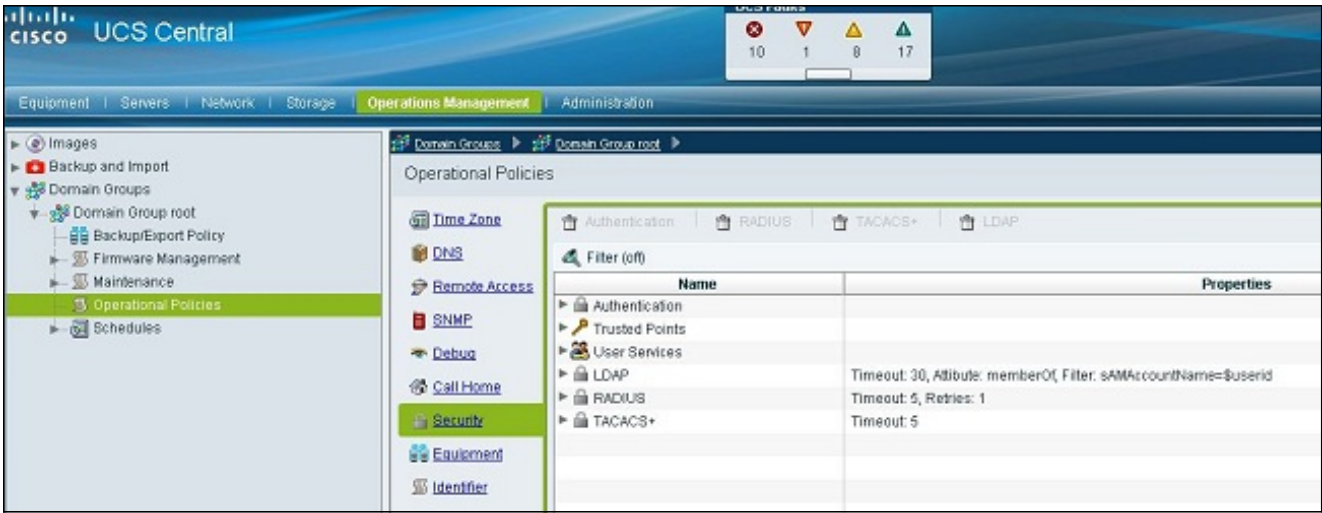 UCS Faults
CISCO UCS Central
10 1 8 17
Equipment | Servers | Network | Storage | Operations Management | Administration
Images
Backup and Import
Domain Groups
Domain Group root
Backup/Export Policy
Firmware Management
Maintenance
Operational Policies
Schedules
Domain Groups Domain Group root
Operational Policies
Time Zone
DNS
Remote Access
SNMP
Debug
Call Home
Security
Equipment
Identifier
Authentication | RADIUS | TACACS+ | LDAP
Filter (off)
Name Properties
Authentication
Trusted Points
User Services
LDAP Timeout: 30, Attibute: memberOf, Filter: sAMAccountName=$userid
RADIUS Timeout: 5, Retries: 1
TACACS+ Timeout: 5